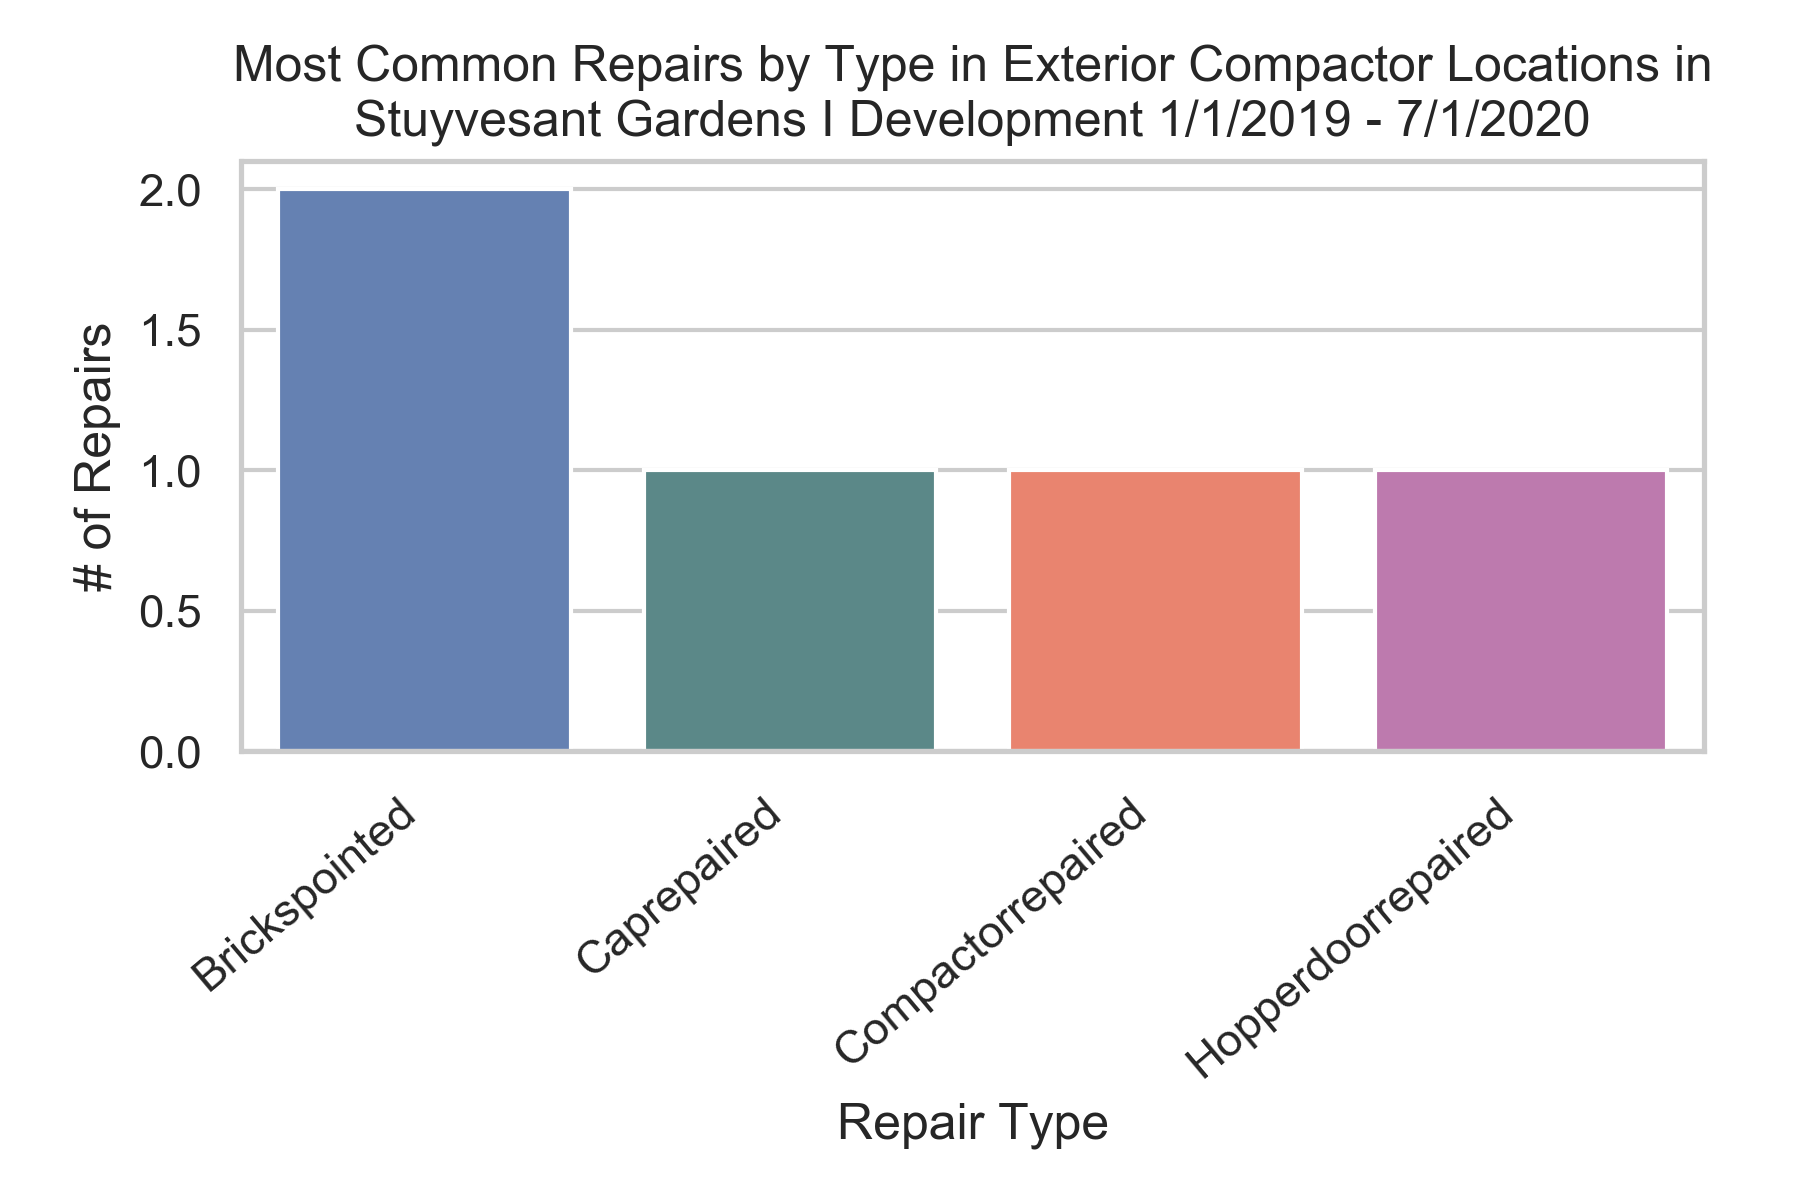 Most Common Repairs by Type in Exterior Compactor Locations in
Stuyvesant Gardens I Development 1/1/2019 - 7/1/2020
# of Repairs
2.0
1.5
1.0
0.5
0.0
Brickspointed
Caprepaired
Compactorrepaired
Hopperdoorrepaired
Repair Type